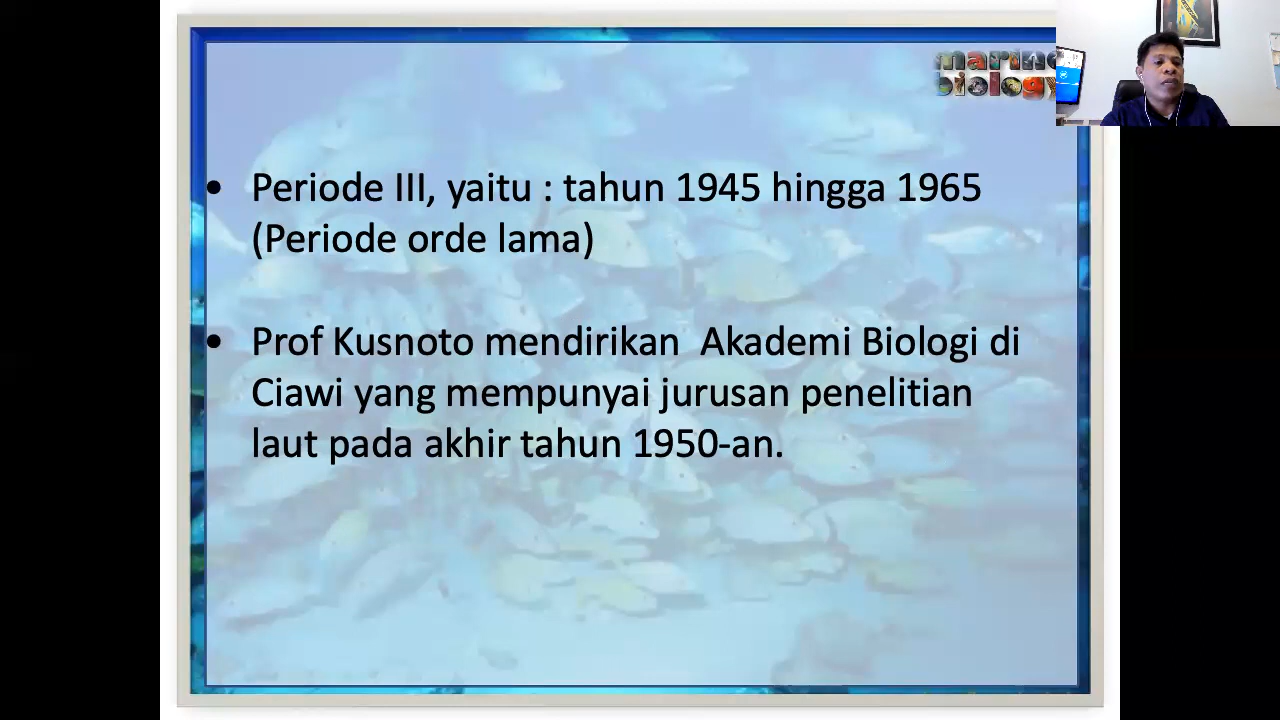 marine
biology
• Periode III, yaitu : tahun 1945 hingga 1965
(Periode orde lama)
• Prof Kusnoto mendirikan  Akademi Biologi di
Ciawi yang mempunyai jurusan penelitian
laut pada akhir tahun 1950-an.